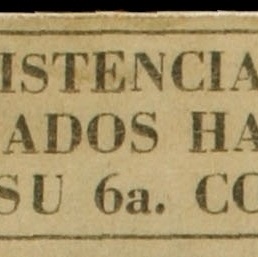 ISTENCIA
ADOS HA
SU 6a. CO